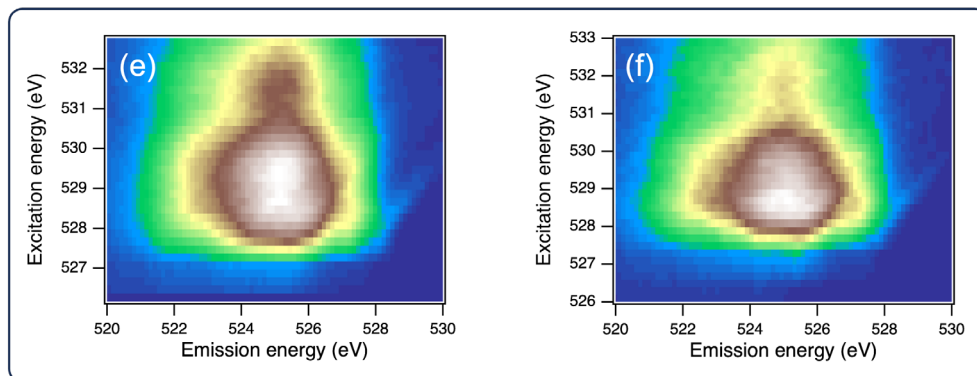 (e)
Excitation energy (eV)
532
531
530
529
528
527
520 522 524 526 528 530
Emission energy (eV)
(f)
Excitation energy (eV)
533
532
531
530
529
528
527
526
520 522 524 526 528 530
Emission energy (eV)